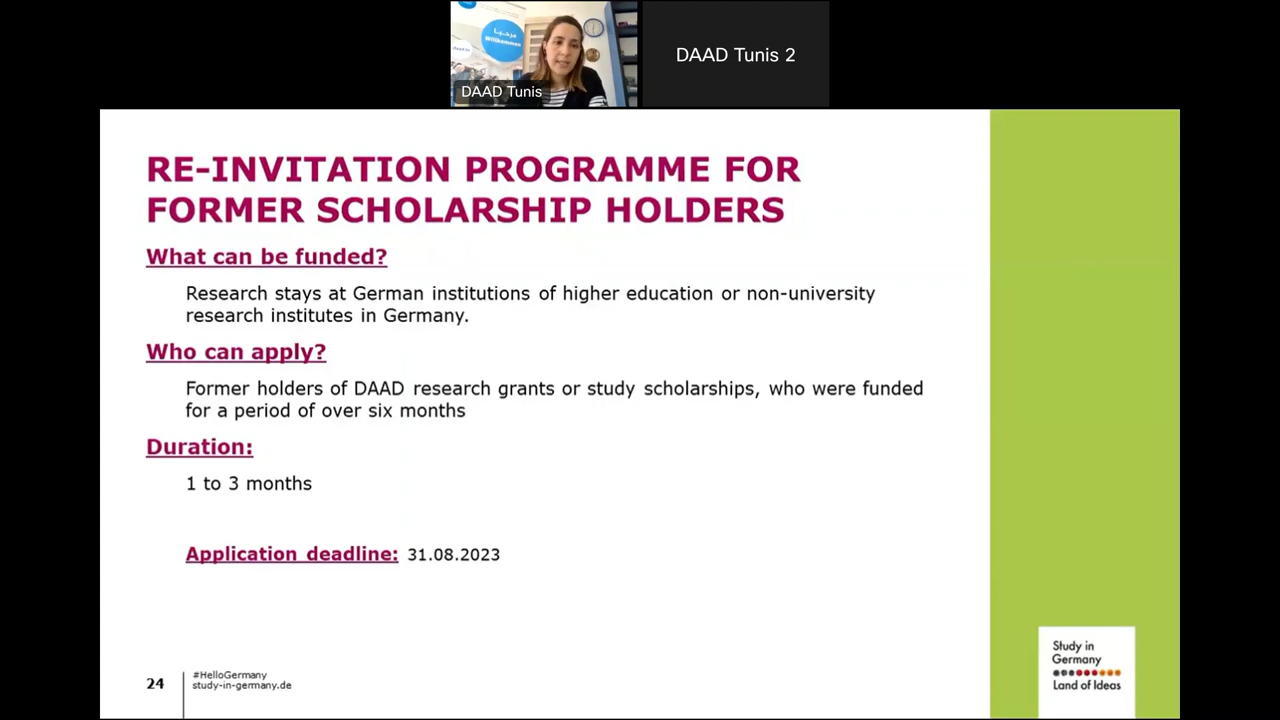 مرحبا
Willkommen
DAAD Tunis
DAAD Tunis 2
RE-INVITATION PROGRAMME FOR
FORMER SCHOLARSHIP HOLDERS
What can be funded?
Research stays at German institutions of higher education or non-university
research institutes in Germany.
Who can apply?
Former holders of DAAD research grants or study scholarships, who were funded
for a period of over six months
Duration:
1 to 3 months
Application deadline: 31.08.2023
24
#HelloGermany
study-in-germany.de
Study in
Germany
Land of Ideas